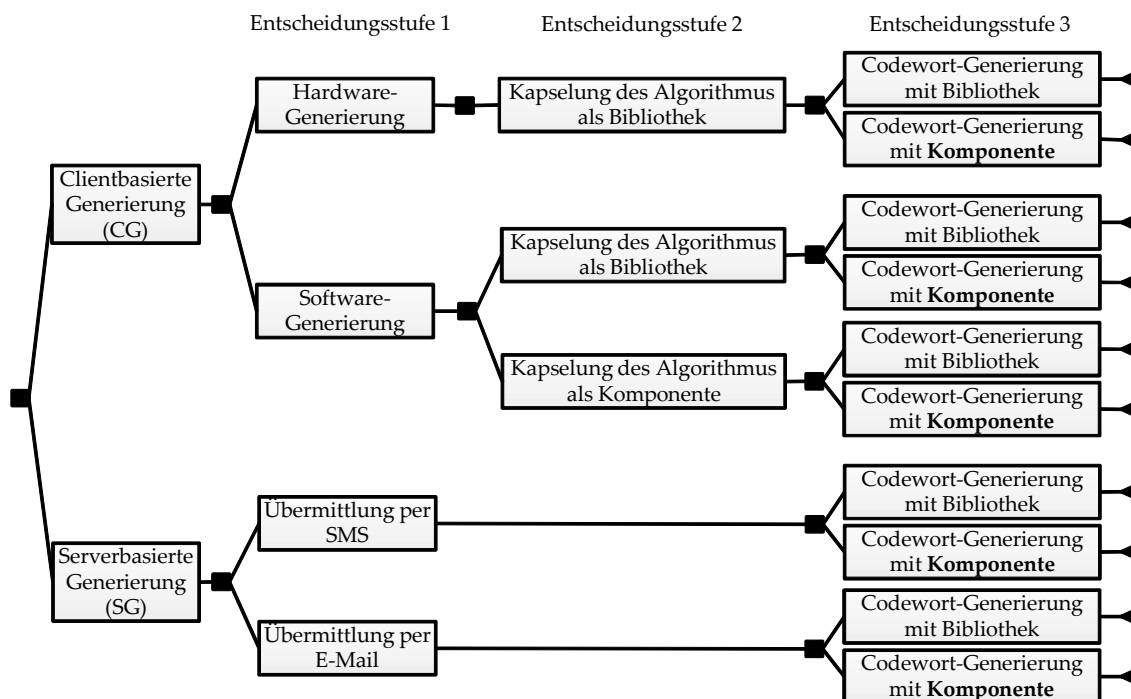 Entscheidungsstufe 1
Entscheidungsstufe 2
Entscheidungsstufe 3
Clientbasierte
Generierung
(CG)
Hardware-
Generierung
Kapselung des Algorithmus
als Bibliothek
Codewort-Generierung
mit Bibliothek
Codewort-Generierung
mit Komponente
Software-
Generierung
Kapselung des Algorithmus
als Bibliothek
Codewort-Generierung
mit Bibliothek
Codewort-Generierung
mit Komponente
Kapselung des Algorithmus
als Komponente
Codewort-Generierung
mit Bibliothek
Codewort-Generierung
mit Komponente
Serverbasierte
Generierung
(SG)
Übermittlung per
SMS
Codewort-Generierung
mit Bibliothek
Codewort-Generierung
mit Komponente
Übermittlung per
E-Mail
Codewort-Generierung
mit Bibliothek
Codewort-Generierung
mit Komponente